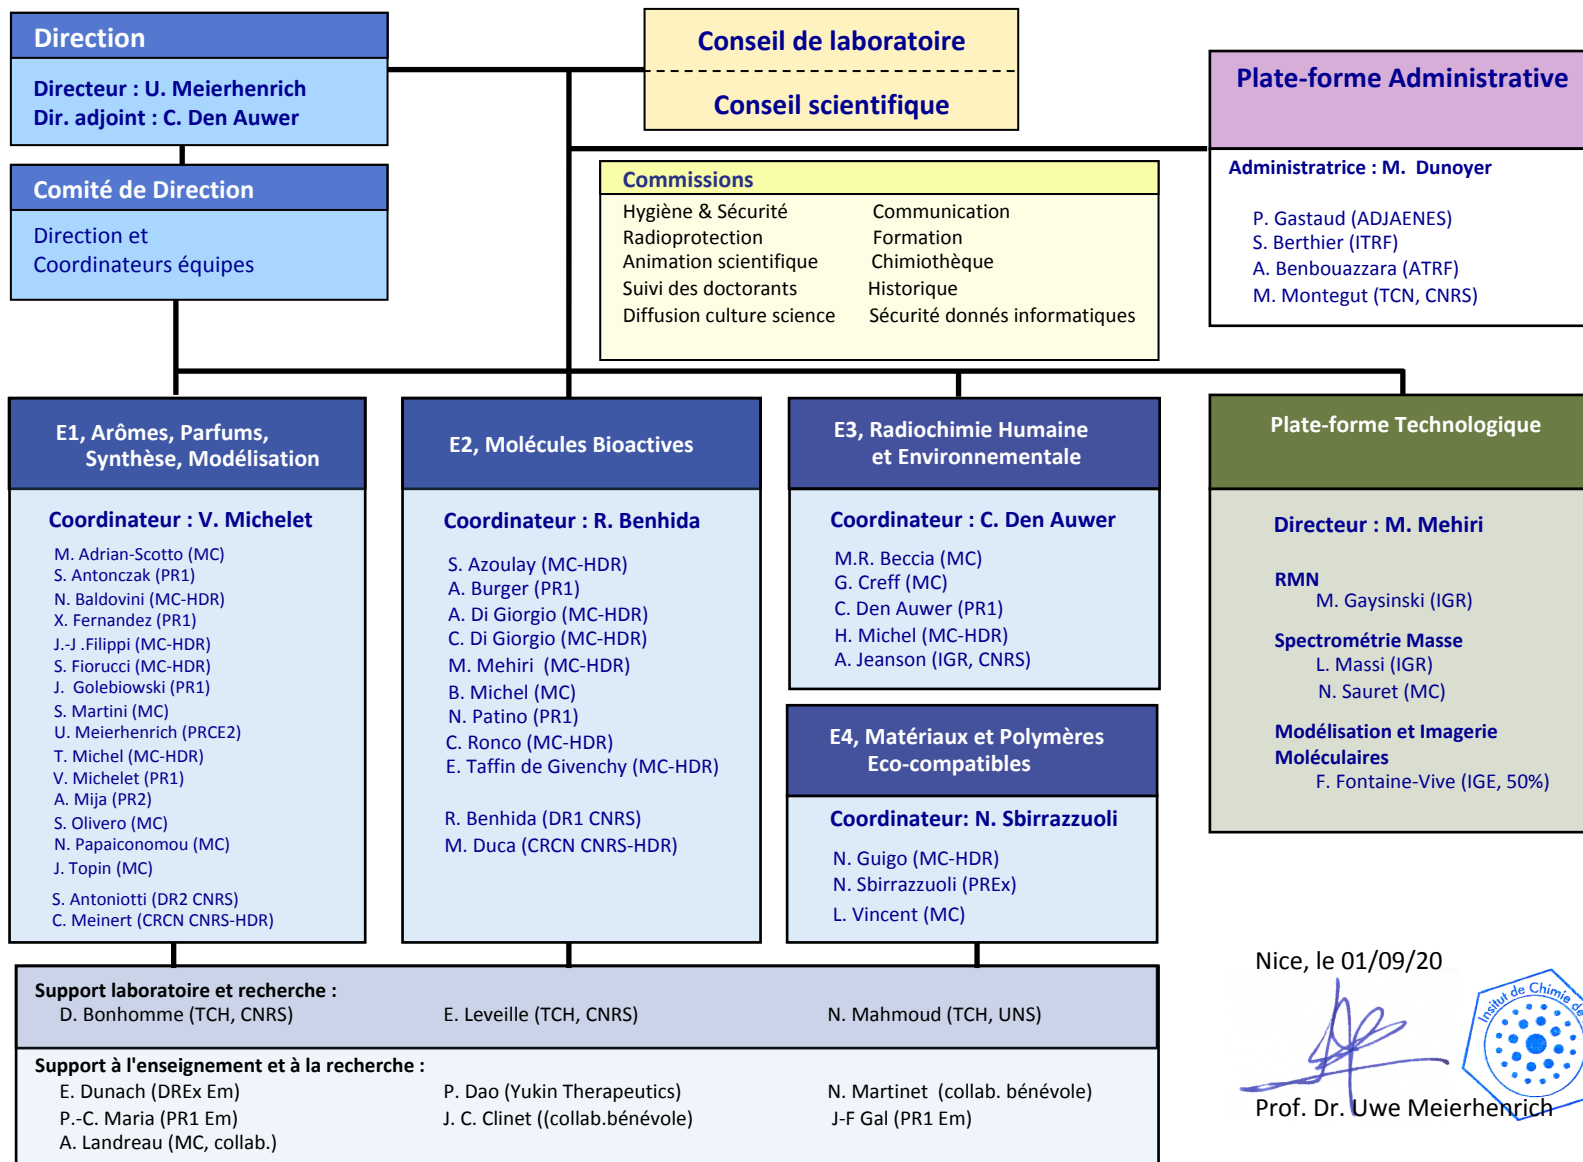 Direction
Directeur : U. Meierhenrich
Dir. adjoint : C. Den Auwer
Comité de Direction
Direction et
Coordinateurs équipes
Conseil de laboratoire
Conseil scientifique
Plate-forme Administrative
Administratrice : M. Dunoyer
P. Gastaud (ADJAENES)
S. Berthier (ITRF)
A. Benbouazzara (ATRF)
M. Montegut (TCN, CNRS)
Commissions
Hygiène & Sécurité Communication
Radioprotection Formation
Animation scientifique Chimiothèque
Suivi des doctorants Historique
Diffusion culture science Sécurité donnés informatiques
E1, Arômes, Parfums,
Synthèse, Modélisation
Coordinateur : V. Michelet
M. Adrian-Scotto (MC)
S. Antonczak (PR1)
N. Baldovini (MC-HDR)
X. Fernandez (PR1)
J.-J .Filippi (MC-HDR)
S. Fiorucci (MC-HDR)
J. Golebiowski (PR1)
S. Martini (MC)
U. Meierhenrich (PRCE2)
T. Michel (MC-HDR)
V. Michelet (PR1)
A. Mija (PR2)
S. Olivero (MC)
N. Papaiconomou (MC)
J. Topin (MC)
S. Antoniotti (DR2 CNRS)
C. Meinert (CRCN CNRS-HDR)
E2, Molécules Bioactives
Coordinateur : R. Benhida
S. Azoulay (MC-HDR)
A. Burger (PR1)
A. Di Giorgio (MC-HDR)
C. Di Giorgio (MC-HDR)
M. Mehiri (MC-HDR)
B. Michel (MC)
N. Patino (PR1)
C. Ronco (MC-HDR)
E. Taffin de Givenchy (MC-HDR)
R. Benhida (DR1 CNRS)
M. Duca (CRCN CNRS-HDR)
E3, Radiochimie Humaine
et Environnementale
Coordinateur : C. Den Auwer
M.R. Beccia (MC)
G. Creff (MC)
C. Den Auwer (PR1)
H. Michel (MC-HDR)
A. Jeanson (IGR, CNRS)
E4, Matériaux et Polymères
Eco-compatibles
Coordinateur: N. Sbirrazzuoli
N. Guigo (MC-HDR)
N. Sbirrazzuoli (PREx)
L. Vincent (MC)
Plate-forme Technologique
Directeur : M. Mehiri
RMN
M. Gaysinski (IGR)
Spectrométrie Masse
L. Massi (IGR)
N. Sauret (MC)
Modélisation et Imagerie
Moléculaires
F. Fontaine-Vive (IGE, 50%)
Support laboratoire et recherche :
D. Bonhomme (TCH, CNRS) E. Leveille (TCH, CNRS) N. Mahmoud (TCH, UNS)
Support à l'enseignement et à la recherche :
E. Dunach (DREx Em) P. Dao (Yukin Therapeutics) N. Martinet (collab. bénévole)
P.-C. Maria (PR1 Em) J. C. Clinet ((collab.bénévole) J-F Gal (PR1 Em)
A. Landreau (MC, collab.)
Nice, le 01/09/20
Institut de Chimie de
Prof. Dr. Uwe Meierhenrich